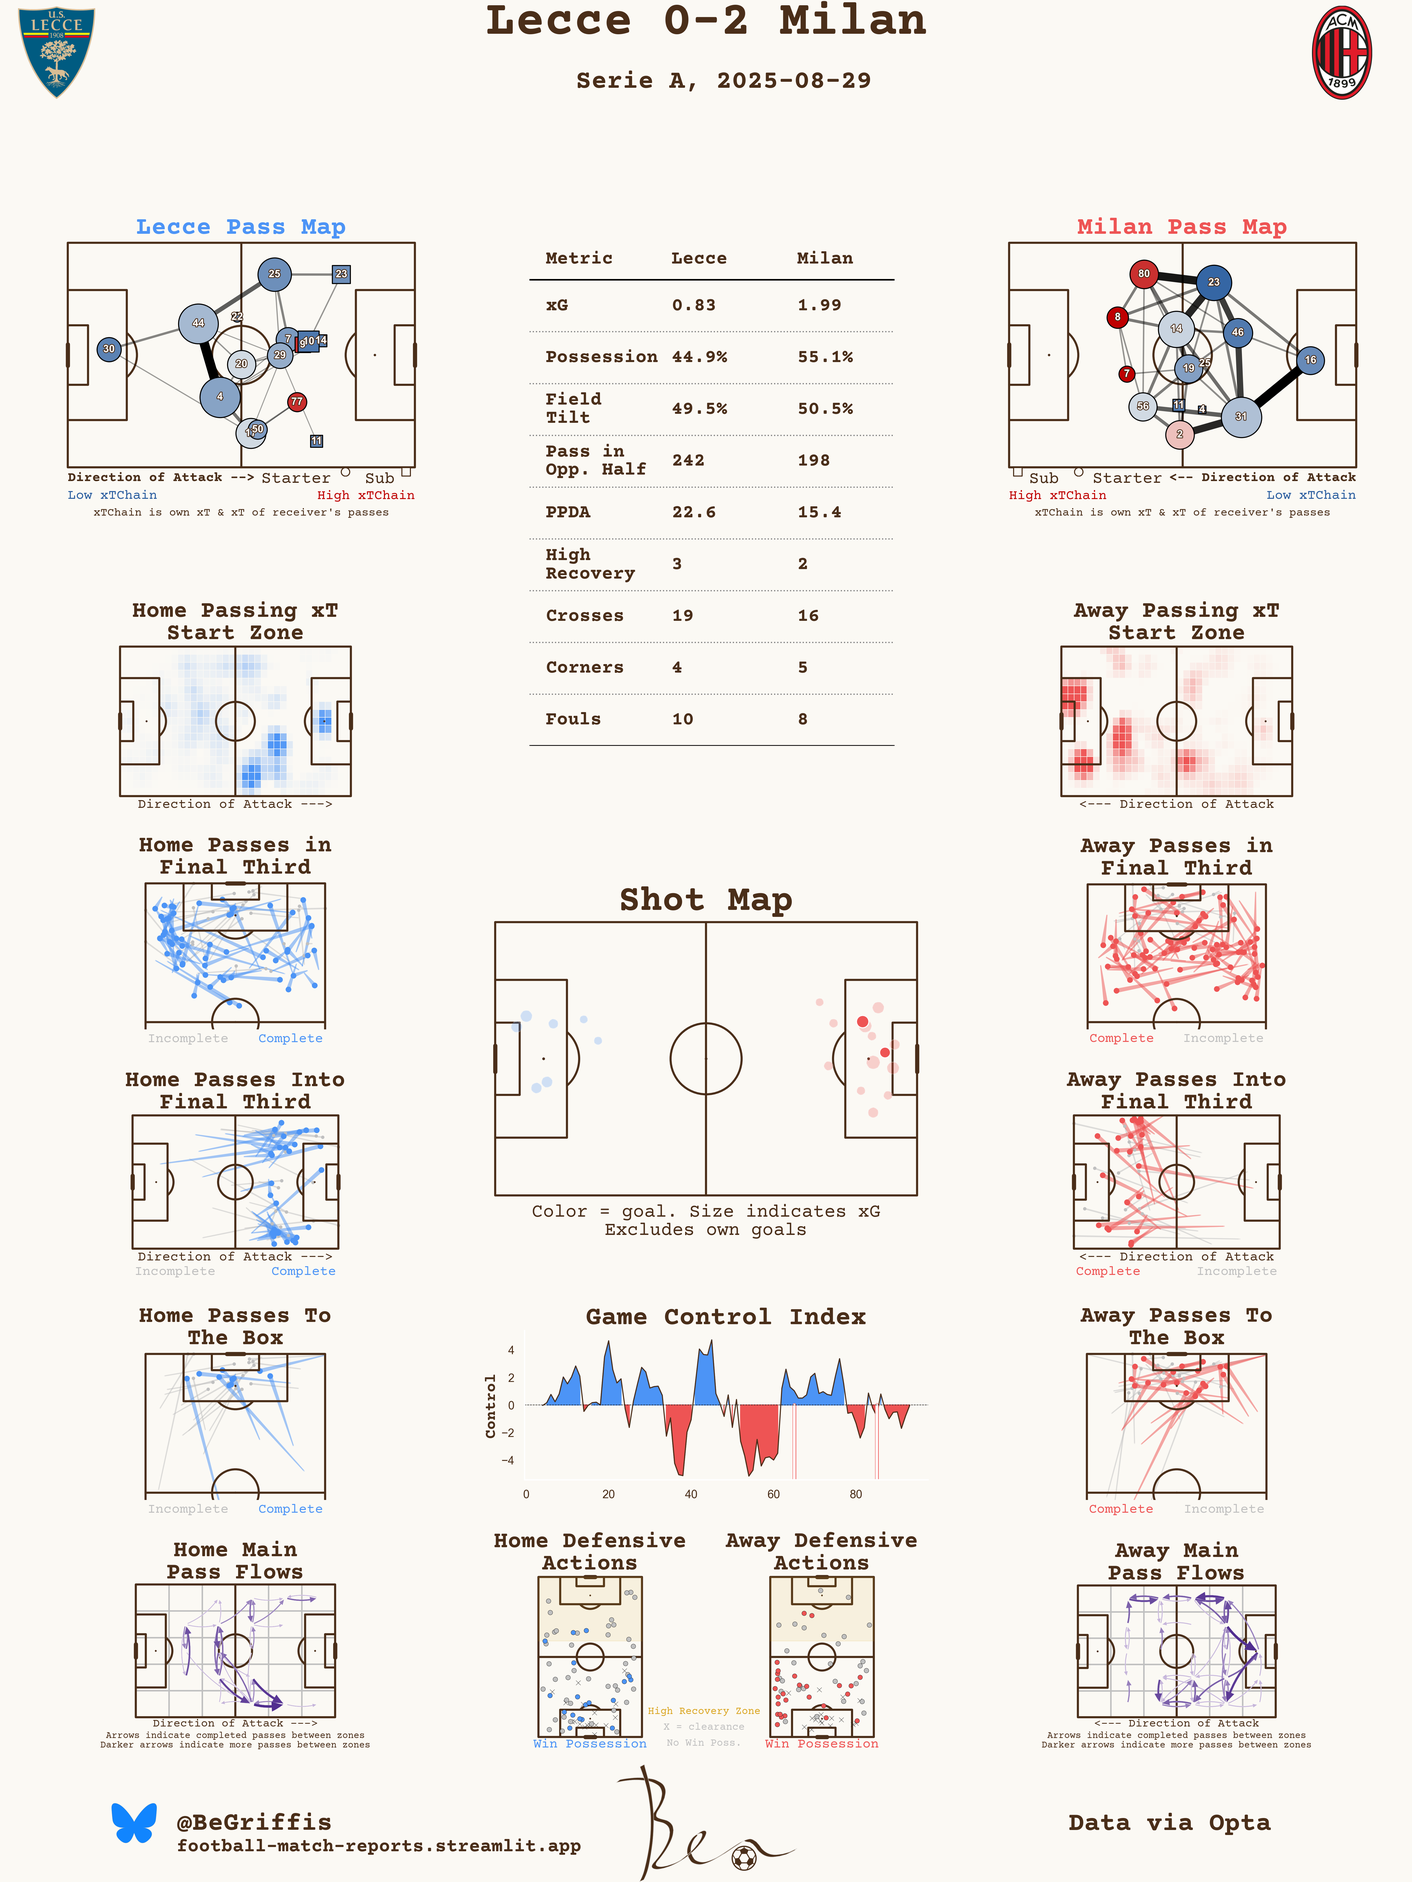 Lecce 0-2 Milan
Serie A, 2025-08-29
U.S.
LECCE
1908
ACM
1899
Lecce Pass Map
25
23
22
44
7
9
10
14
30
29
20
4
77
50
11
Direction of Attack --> Starter Sub
Low xTChain High xTChain
xTChain is own xT & xT of receiver's passes
Metric Lecce Milan
xG 0.83 1.99
Possession 44.9% 55.1%
Field
Tilt 49.5% 50.5%
Pass in
Opp. Half 242 198
PPDA 22.6 15.4
High
Recovery 3 2
Crosses 19 16
Corners 4 5
Fouls 10 8
Milan Pass Map
80
23
8
14
46
25
16
7
19
56
11
4
31
2
Sub Starter <-- Direction of Attack
High xTChain Low xTChain
xTChain is own xT & xT of receiver's passes
Home Passing xT
Start Zone
Direction of Attack --->
Away Passing xT
Start Zone
<--- Direction of Attack
Home Passes in
Final Third
Incomplete Complete
Away Passes in
Final Third
Complete Incomplete
Shot Map
Color = goal. Size indicates xG
Excludes own goals
Home Passes Into
Final Third
Direction of Attack --->
Incomplete Complete
Away Passes Into
Final Third
<--- Direction of Attack
Complete Incomplete
Home Passes To
The Box
Incomplete Complete
Game Control Index
Control
4
2
0
−2
−4
0 20 40 60 80
Away Passes To
The Box
Complete Incomplete
Home Main
Pass Flows
Direction of Attack --->
Arrows indicate completed passes between zones
Darker arrows indicate more passes between zones
Home Defensive
Actions
Win Possession
High Recovery Zone
X = clearance
No Win Poss.
Away Defensive
Actions
Win Possession
Away Main
Pass Flows
<--- Direction of Attack
Arrows indicate completed passes between zones
Darker arrows indicate more passes between zones
@BeGriffis
football-match-reports.streamlit.app
Ben
Data via Opta